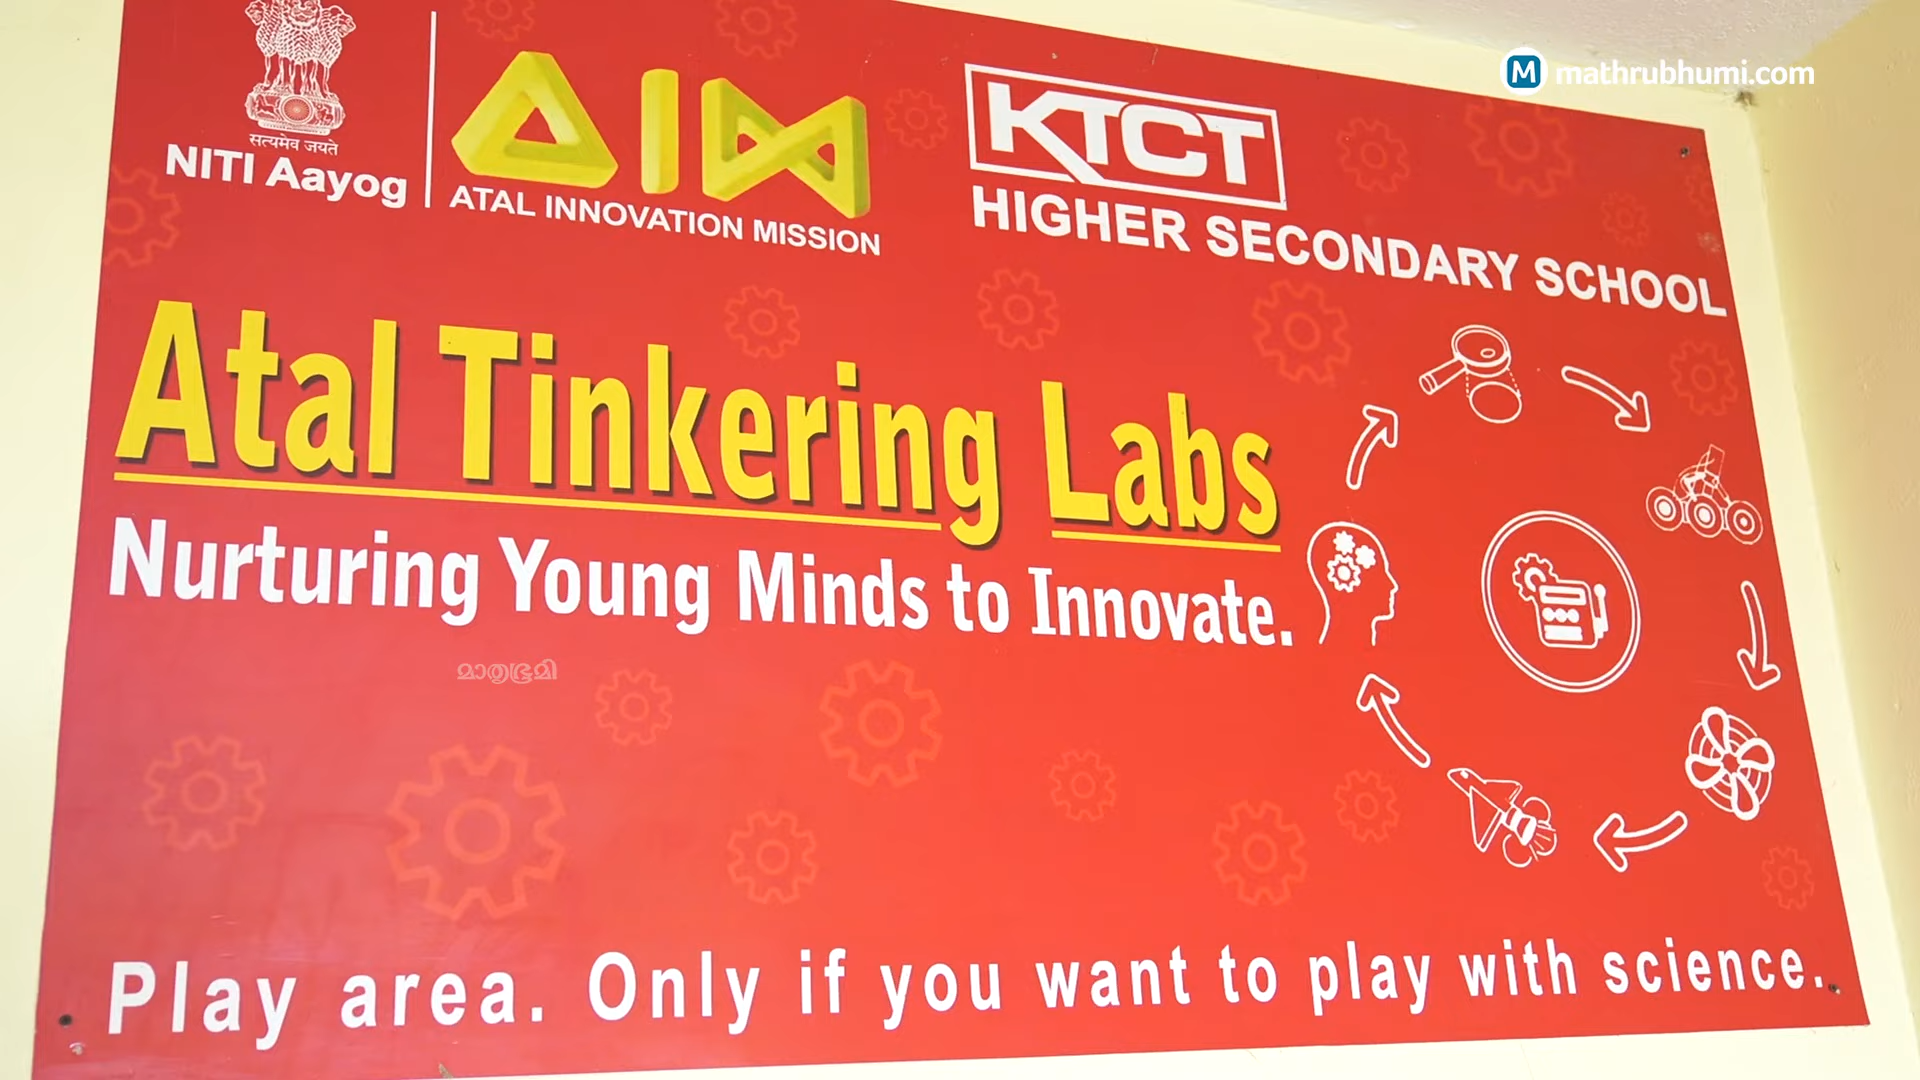 mathrubhumi.com
सत्यमेव जयते
NITI Aayog
AIM
ATAL INNOVATION MISSION
KTCT
HIGHER SECONDARY SCHOOL
Atal Tinkering Labs
Nurturing Young Minds to Innovate.
മാതൃഭൂമി
Play area. Only if you want to play with science.